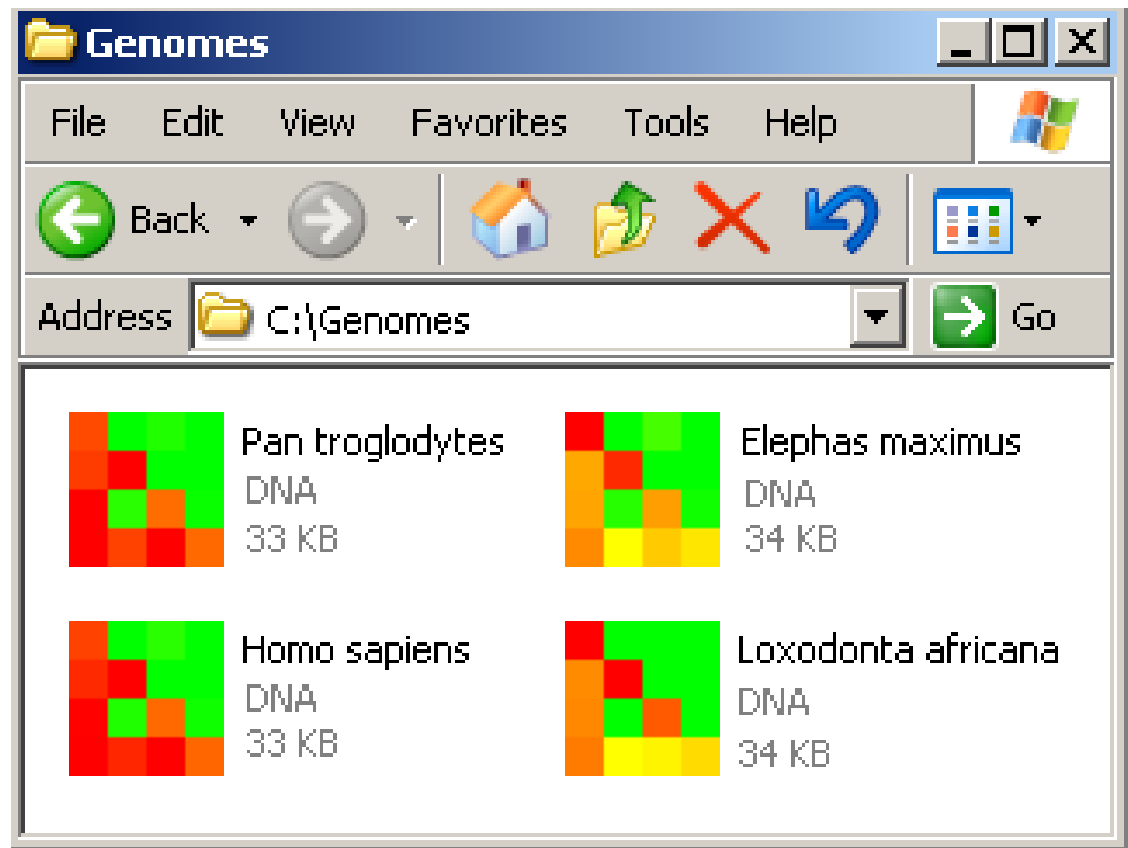 Genomes
File Edit View Favorites Tools Help
Back
Address C:\Genomes Go
Pan troglodytes
DNA
33 KB
Elephas maximus
DNA
34 KB
Homo sapiens
DNA
33 KB
Loxodonta africana
DNA
34 KB